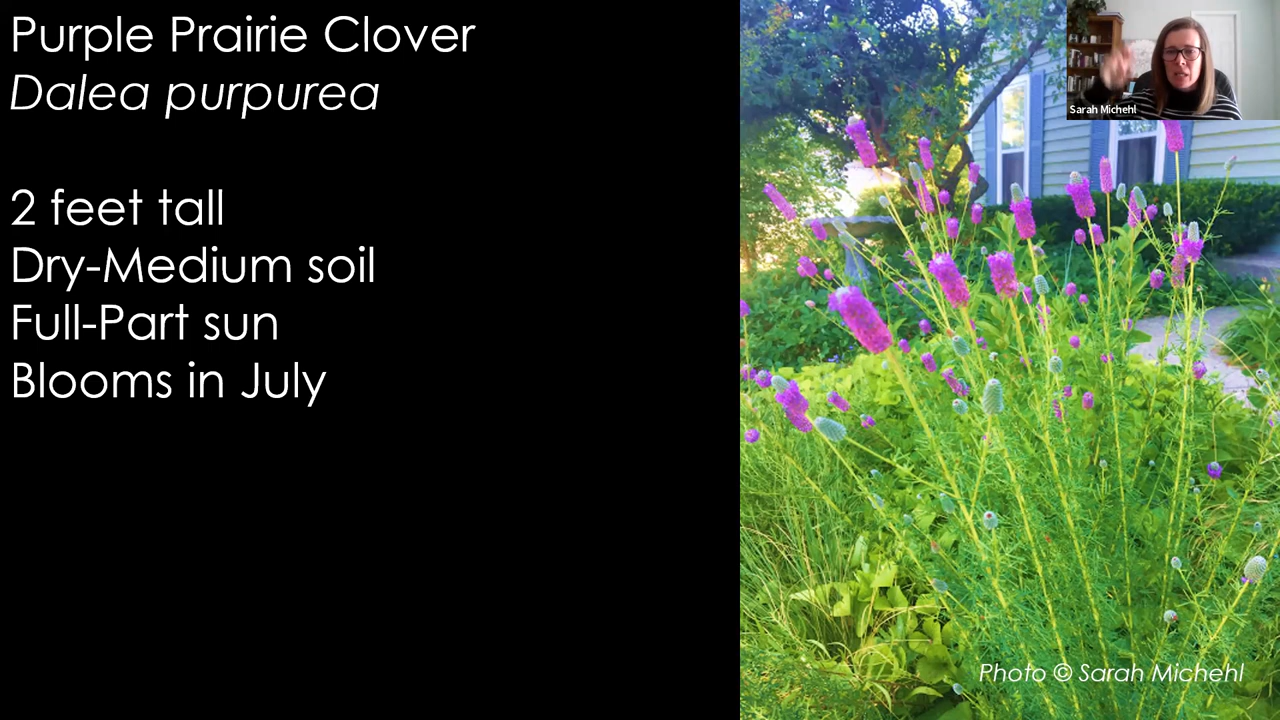 Purple Prairie Clover
Dalea purpurea
2 feet tall
Dry-Medium soil
Full-Part sun
Blooms in July
Sarah Michehl
Photo © Sarah Michehl